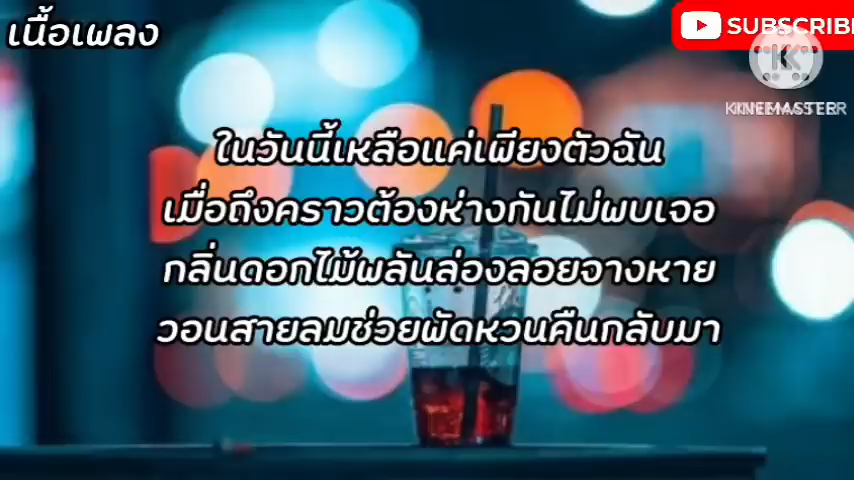 เนื้อเพลง
SUBSCRIBE
KINEMASTER
ในวันนี้เหลือแค่เพียงตัวฉัน
เมื่อถึงคราวต้องห่างกันไม่พบเจอ
กลิ่นดอกไม้พลันล่องลอยจางหาย
วอนสายลมช่วยพัดหวนคืนกลับมา